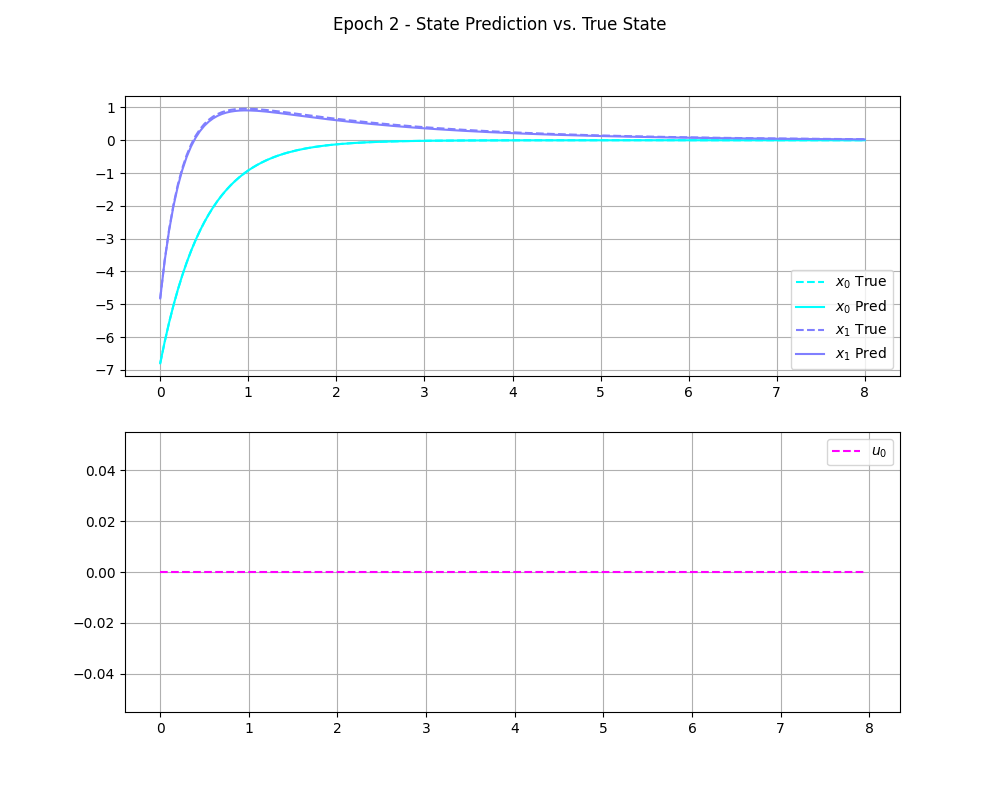 Epoch 2 - State Prediction vs. True State
1
0
−1
−2
−3
−4
−5
−6
−7
x₀ True
x₀ Pred
x₁ True
x₁ Pred
0 1 2 3 4 5 6 7 8
0.04
0.02
0.00
−0.02
−0.04
u₀
0 1 2 3 4 5 6 7 8